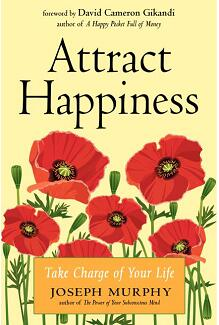 foreword by David Cameron Gikandi
author of A Happy Pocket Full of Money
Attract
Happiness
Take Charge of Your Life
JOSEPH MURPHY
author of The Power of Your Subconscious Mind